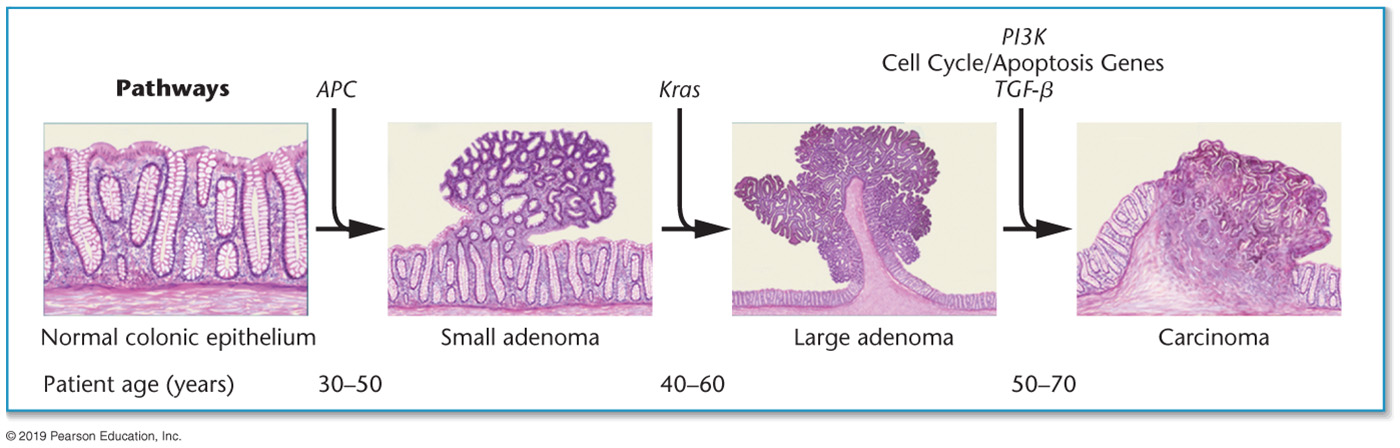 PI3K
Cell Cycle/Apoptosis Genes
Pathways APC Kras TGF-β
Normal colonic epithelium Small adenoma Large adenoma Carcinoma
Patient age (years) 30–50 40–60 50–70
© 2019 Pearson Education, Inc.